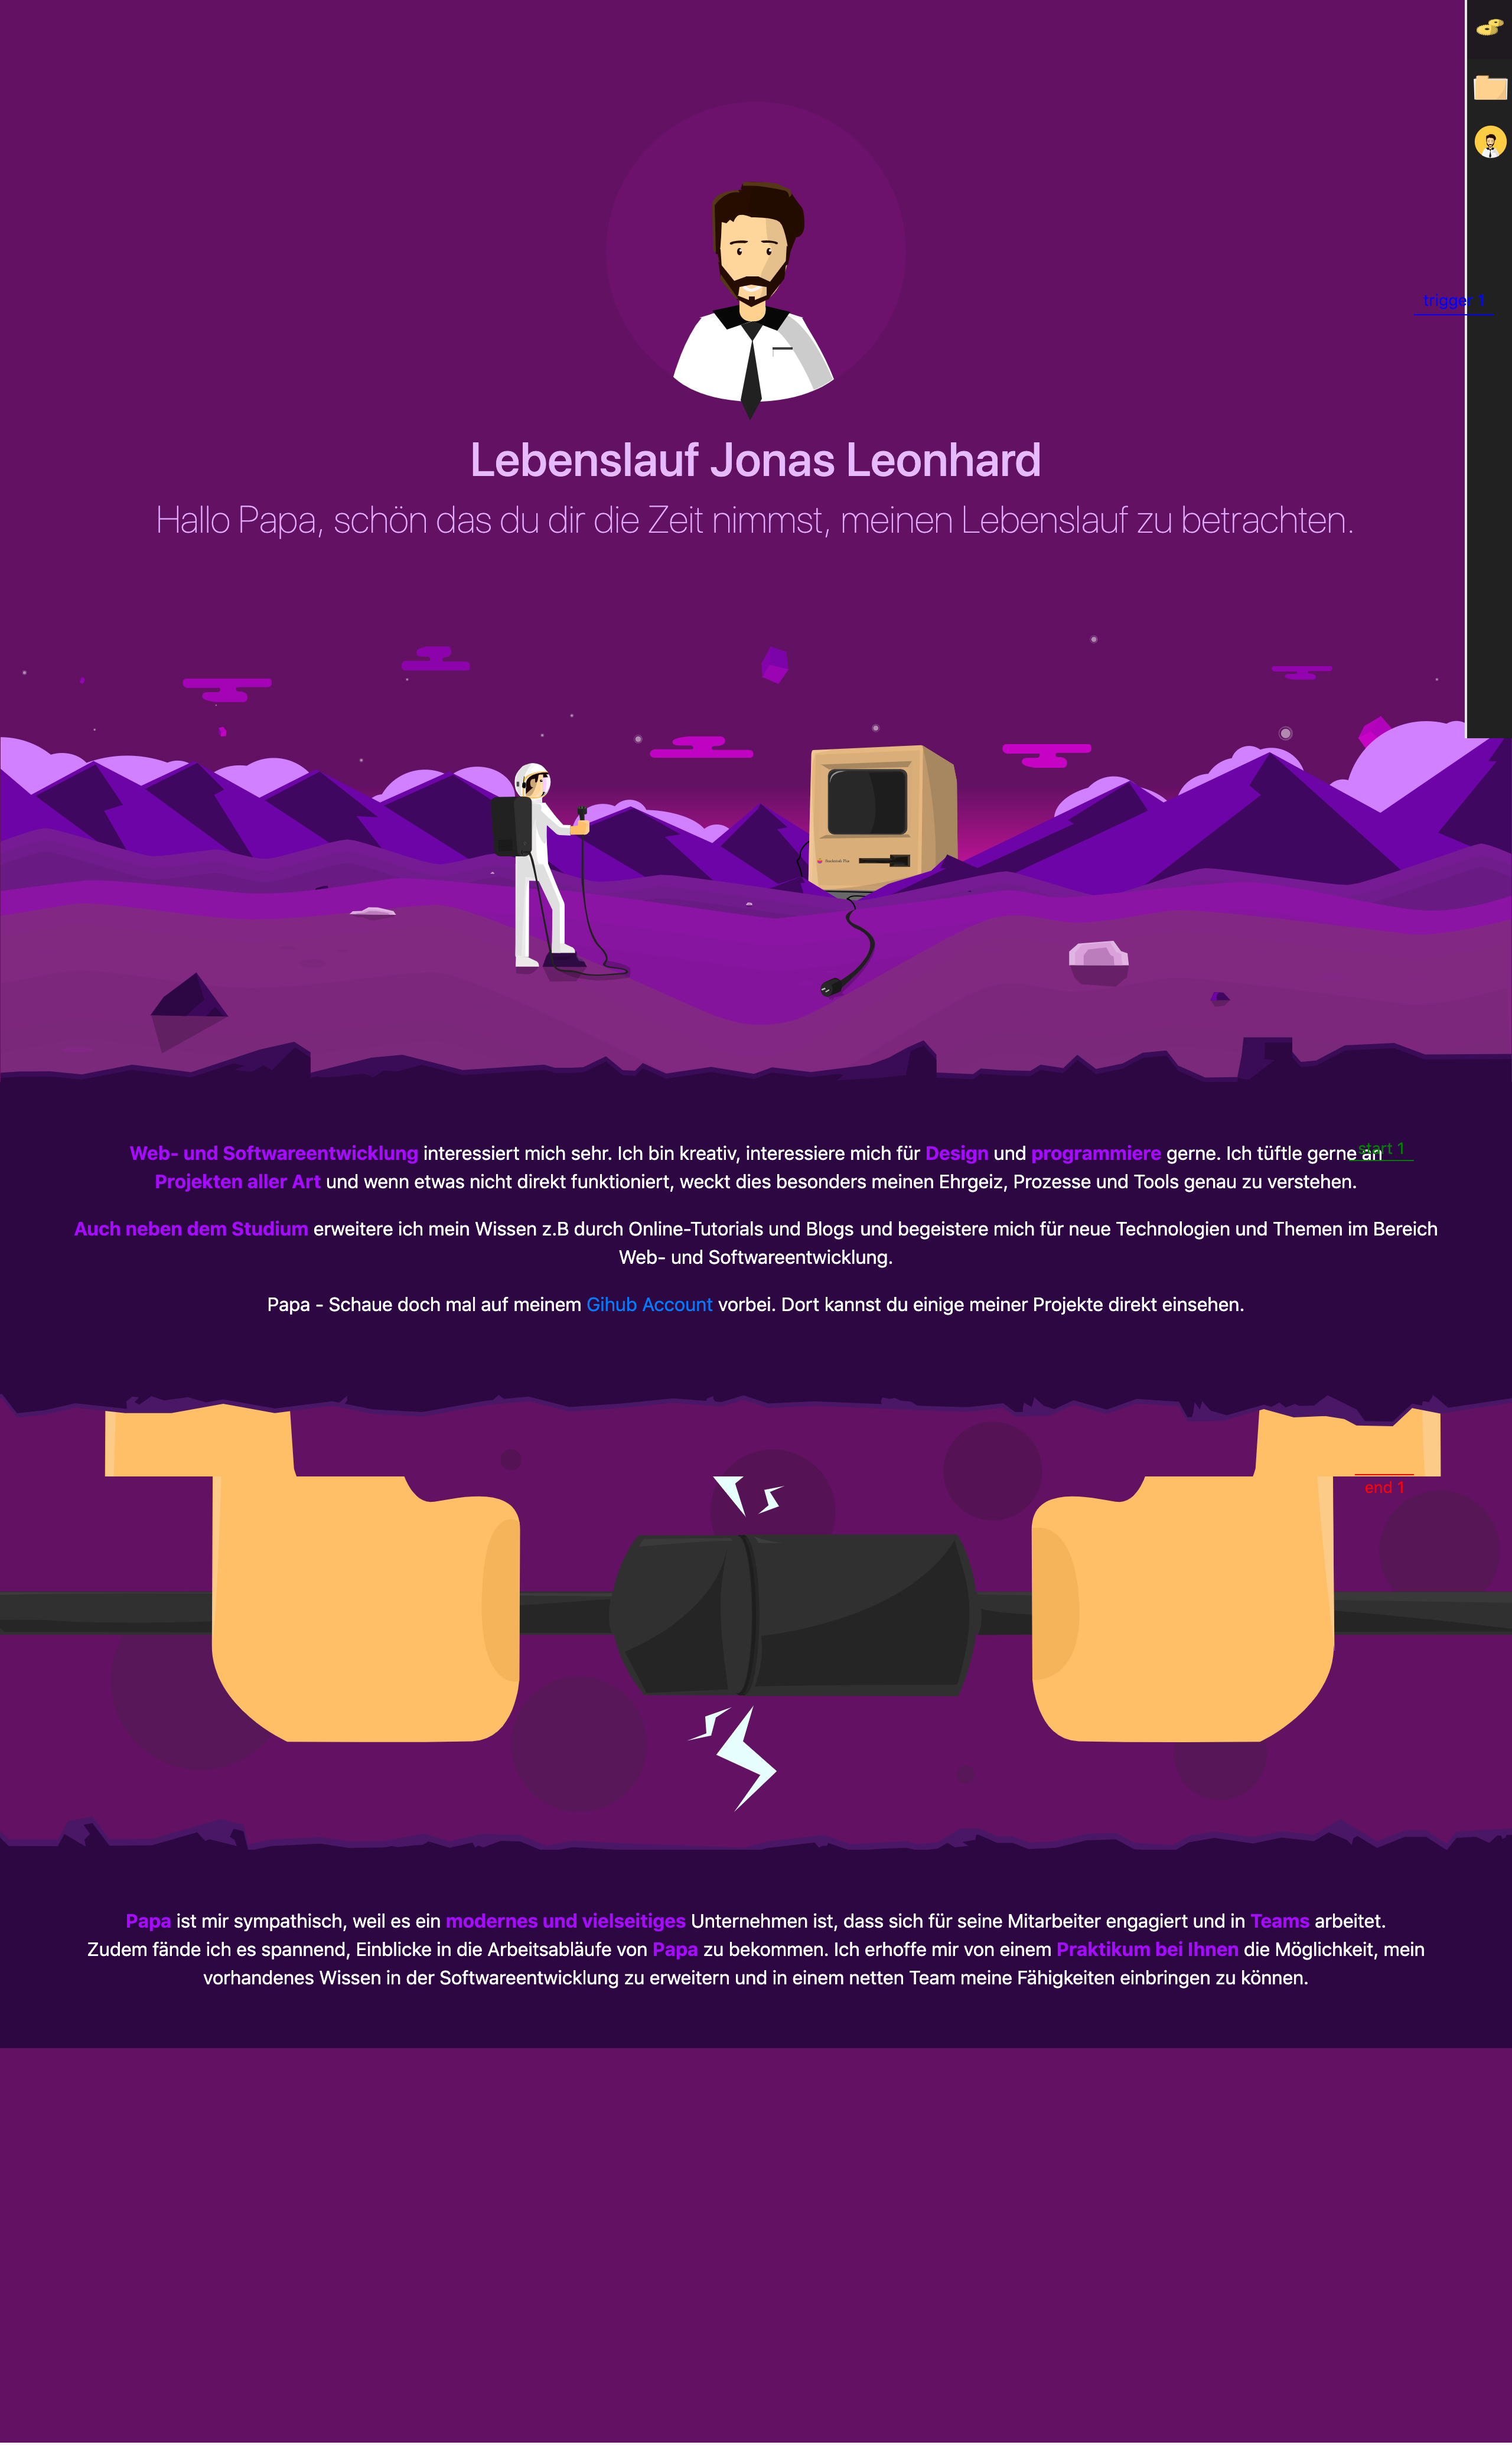 trigger 1
Lebenslauf Jonas Leonhard
Hallo Papa, schön das du dir die Zeit nimmst, meinen Lebenslauf zu betrachten.
Web- und Softwareentwicklung interessiert mich sehr. Ich bin kreativ, interessiere mich für Design und programmiere gerne. Ich tüftle gerne an
start 1
Projekten aller Art und wenn etwas nicht direkt funktioniert, weckt dies besonders meinen Ehrgeiz, Prozesse und Tools genau zu verstehen.
Auch neben dem Studium erweitere ich mein Wissen z.B durch Online-Tutorials und Blogs und begeistere mich für neue Technologien und Themen im Bereich
Web- und Softwareentwicklung.
Papa - Schaue doch mal auf meinem Gihub Account vorbei. Dort kannst du einige meiner Projekte direkt einsehen.
end 1
Papa ist mir sympathisch, weil es ein modernes und vielseitiges Unternehmen ist, dass sich für seine Mitarbeiter engagiert und in Teams arbeitet.
Zudem fände ich es spannend, Einblicke in die Arbeitsabläufe von Papa zu bekommen. Ich erhoffe mir von einem Praktikum bei Ihnen die Möglichkeit, mein
vorhandenes Wissen in der Softwareentwicklung zu erweitern und in einem netten Team meine Fähigkeiten einbringen zu können.